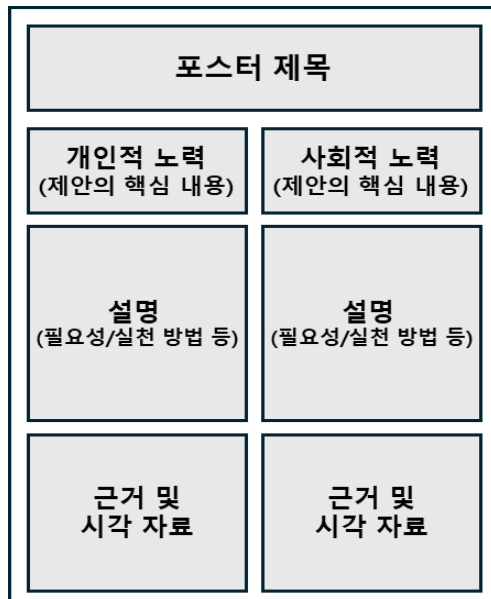 포스터 제목
개인적 노력
(제안의 핵심 내용)
사회적 노력
(제안의 핵심 내용)
설명
(필요성/실천 방법 등)
설명
(필요성/실천 방법 등)
근거 및
시각 자료
근거 및
시각 자료